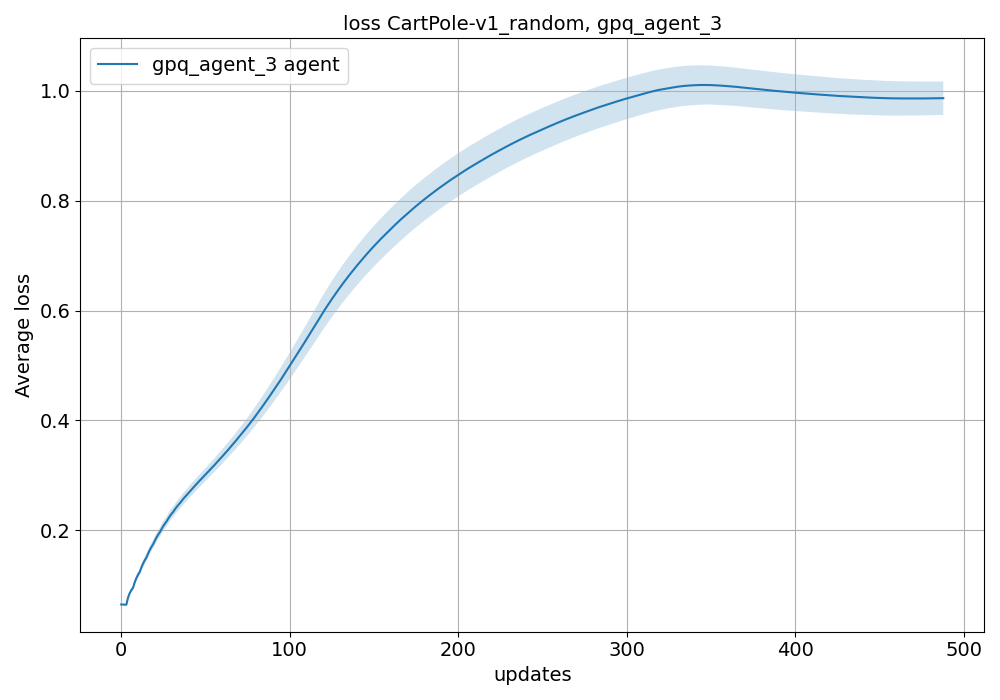 loss CartPole-v1_random, gpq_agent_3
gpq_agent_3 agent
Average loss
1.0
0.8
0.6
0.4
0.2
0 100 200 300 400 500
updates